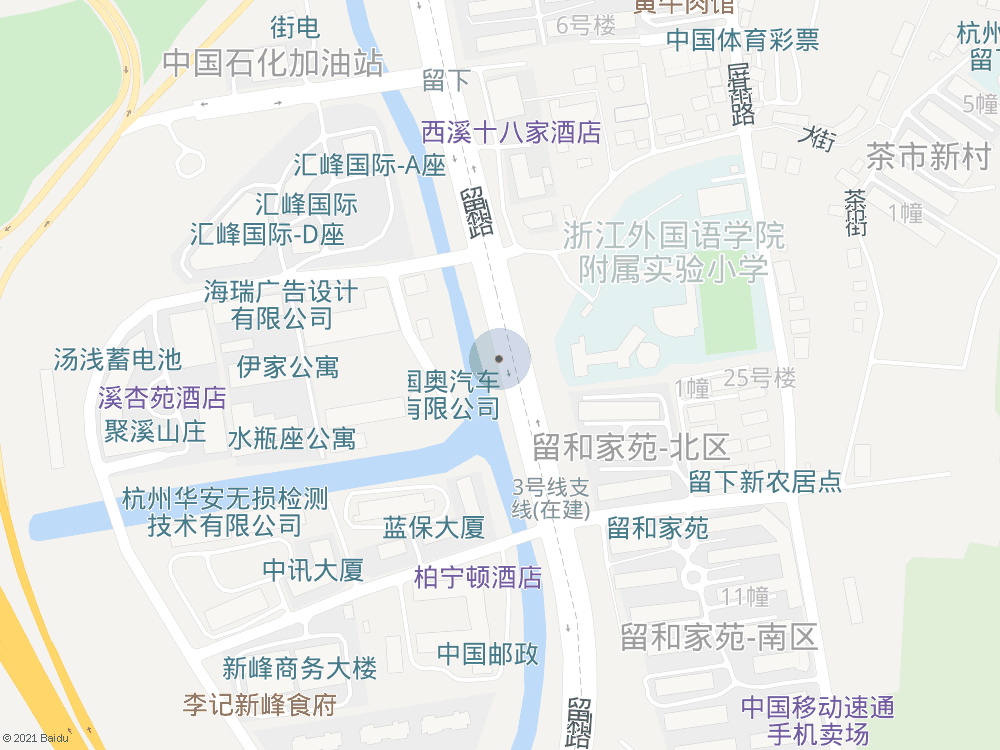 黄牛肉馆
街电
6号楼
中国体育彩票
杭州
留下
中国石化加油站
留下
屏基路
5幢
西溪十八家酒店
大街
茶市新村
汇峰国际-A座
汇峰国际
留和路
茶市街
1幢
汇峰国际-D座
浙江外国语学院
附属实验小学
海瑞广告设计
有限公司
汤浅蓄电池
伊家公寓
国奥汽车
有限公司
1幢
25号楼
溪杏苑酒店
聚溪山庄
水瓶座公寓
留和家苑-北区
3号线支
线(在建)
留下新农居点
杭州华安无损检测
技术有限公司
蓝保大厦
留和家苑
中讯大厦
柏宁顿酒店
11幢
留和家苑-南区
中国邮政
新峰商务大楼
李记新峰食府
留和路
中国移动速通
手机卖场
© 2021 Baidu